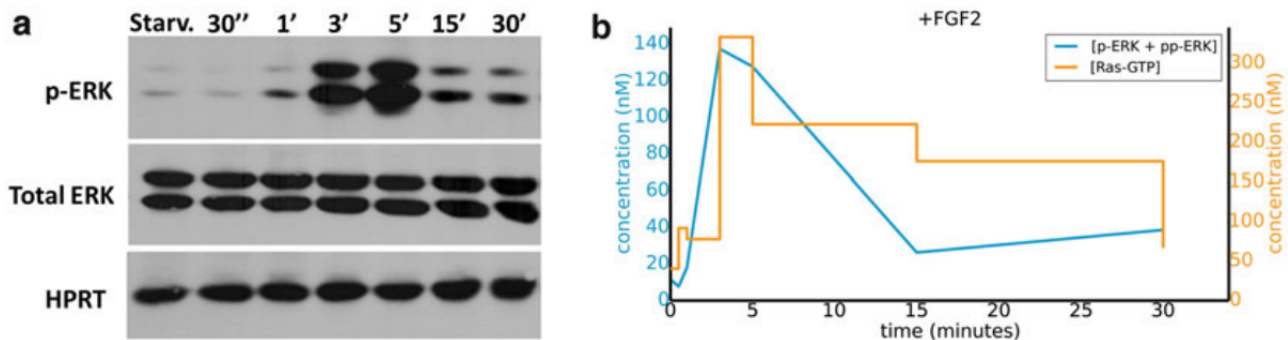 a
Starv. 30'' 1' 3' 5' 15' 30'
p-ERK
Total ERK
HPRT
b
+FGF2
[p-ERK + pp-ERK]
[Ras-GTP]
concentration (nM)
140
120
100
80
60
40
20
0
0 5 10 15 20 25 30
time (minutes)
300
250
200
150
100
50
0
concentration (nM)